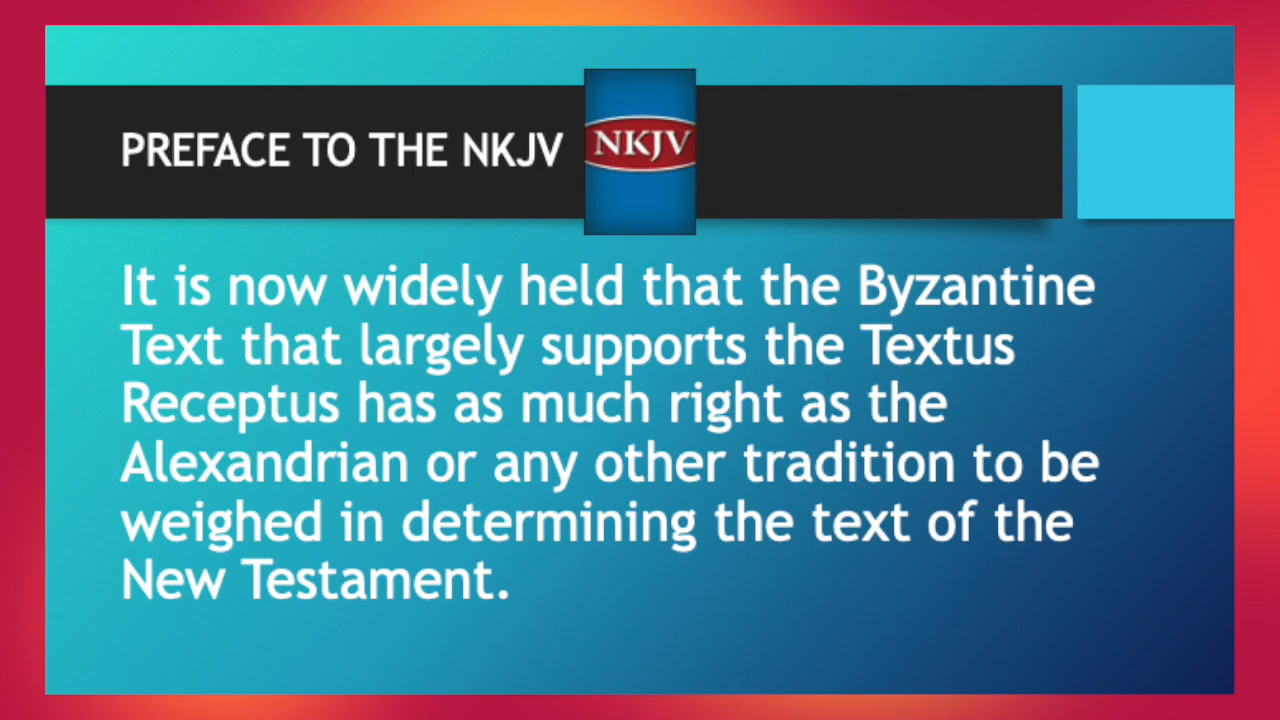 PREFACE TO THE NKJV
NKJV
It is now widely held that the Byzantine
Text that largely supports the Textus
Receptus has as much right as the
Alexandrian or any other tradition to be
weighed in determining the text of the
New Testament.